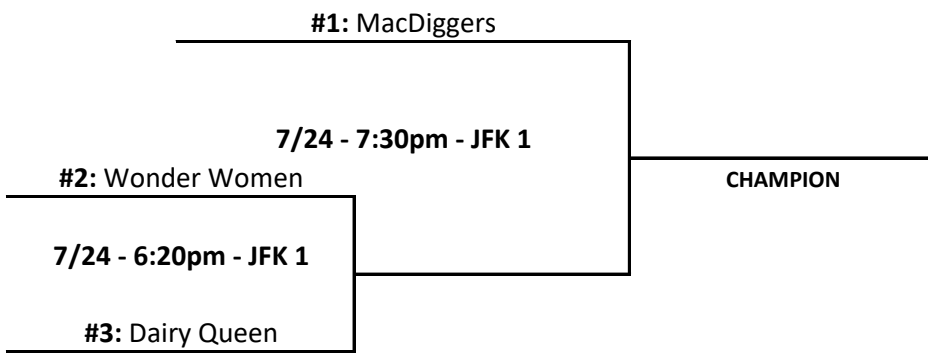 #1: MacDiggers
7/24 - 7:30pm - JFK 1
#2: Wonder Women
CHAMPION
7/24 - 6:20pm - JFK 1
#3: Dairy Queen